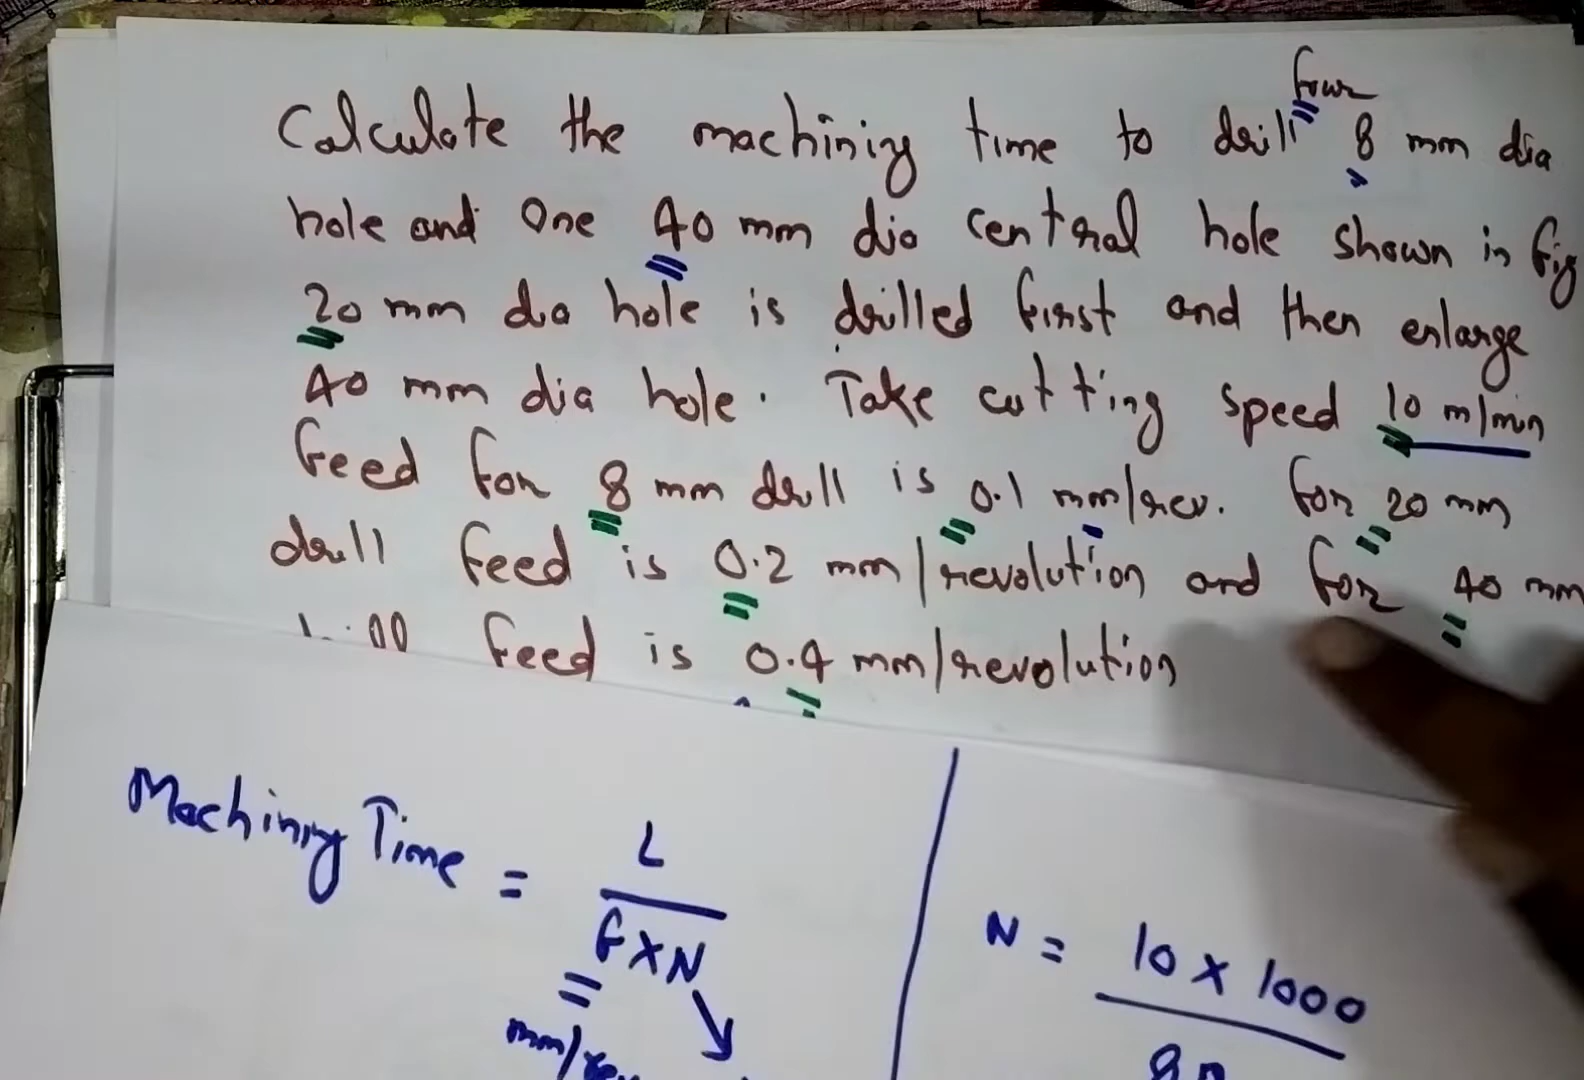 four
Calculate the machining time to drill 8 mm dia
hole and One 40 mm dia central hole shown in fig
20 mm dia hole is drilled first and then enlarge
40 mm dia hole. Take cutting speed 10 m/min
Feed for 8 mm drill is 0.1 mm/rev. for 20 mm
drill feed is 0.2 mm/revolution and for 40 mm
feed is 0.4 mm/revolution
Machining Time = L
f x N
mm/rev
N = 10 x 1000